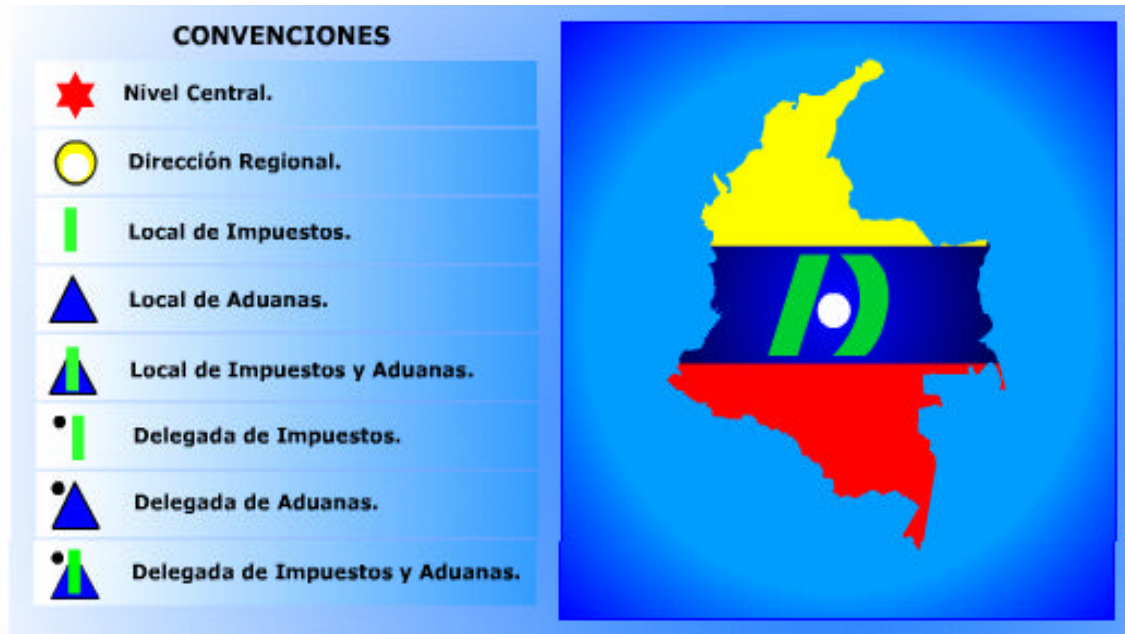 CONVENCIONES
Nivel Central.
Dirección Regional.
Local de Impuestos.
Local de Aduanas.
Local de Impuestos y Aduanas.
Delegada de Impuestos.
Delegada de Aduanas.
Delegada de Impuestos y Aduanas.